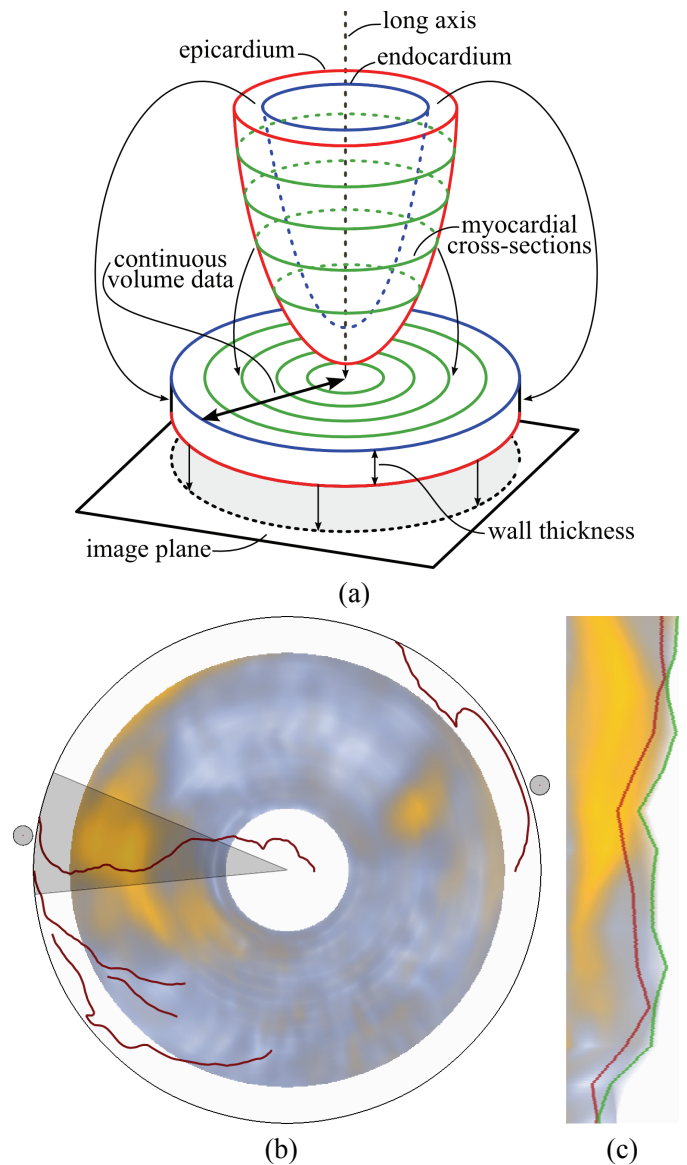 long axis
epicardium
endocardium
myocardial
cross-sections
continuous
volume data
wall thickness
image plane
(a)
(b)
(c)